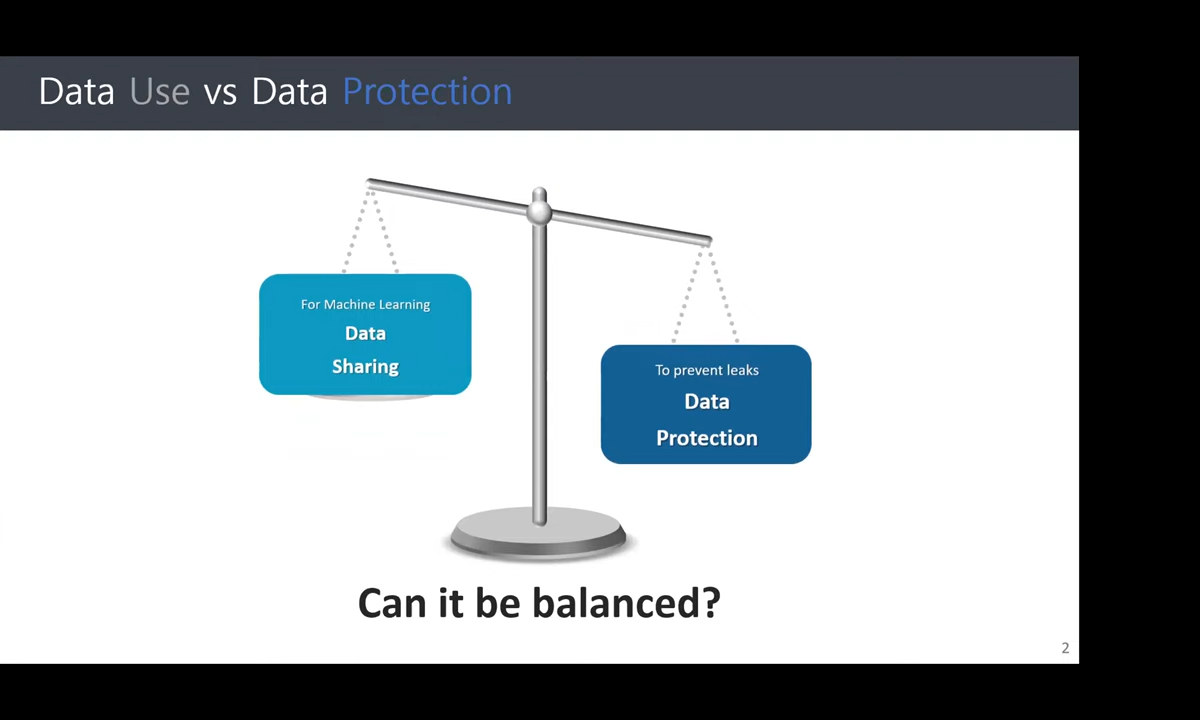 Data Use vs Data Protection
For Machine Learning
Data
Sharing
To prevent leaks
Data
Protection
Can it be balanced?
2